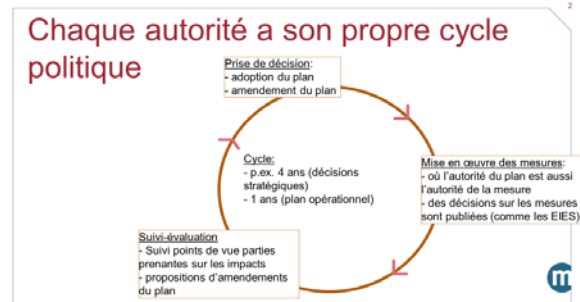 2
Chaque autorité a son propre cycle
politique
Prise de décision:
- adoption du plan
- amendement du plan
Cycle:
- p.ex. 4 ans (décisions
stratégiques)
- 1 ans (plan opérationnel)
Mise en œuvre des mesures:
- où l'autorité du plan est aussi
l'autorité de la mesure
- des décisions sur les mesures
sont publiées (comme les EIES)
Suivi-évaluation
- Suivi points de vue parties
prenantes sur les impacts
- propositions d'amendements
du plan
m